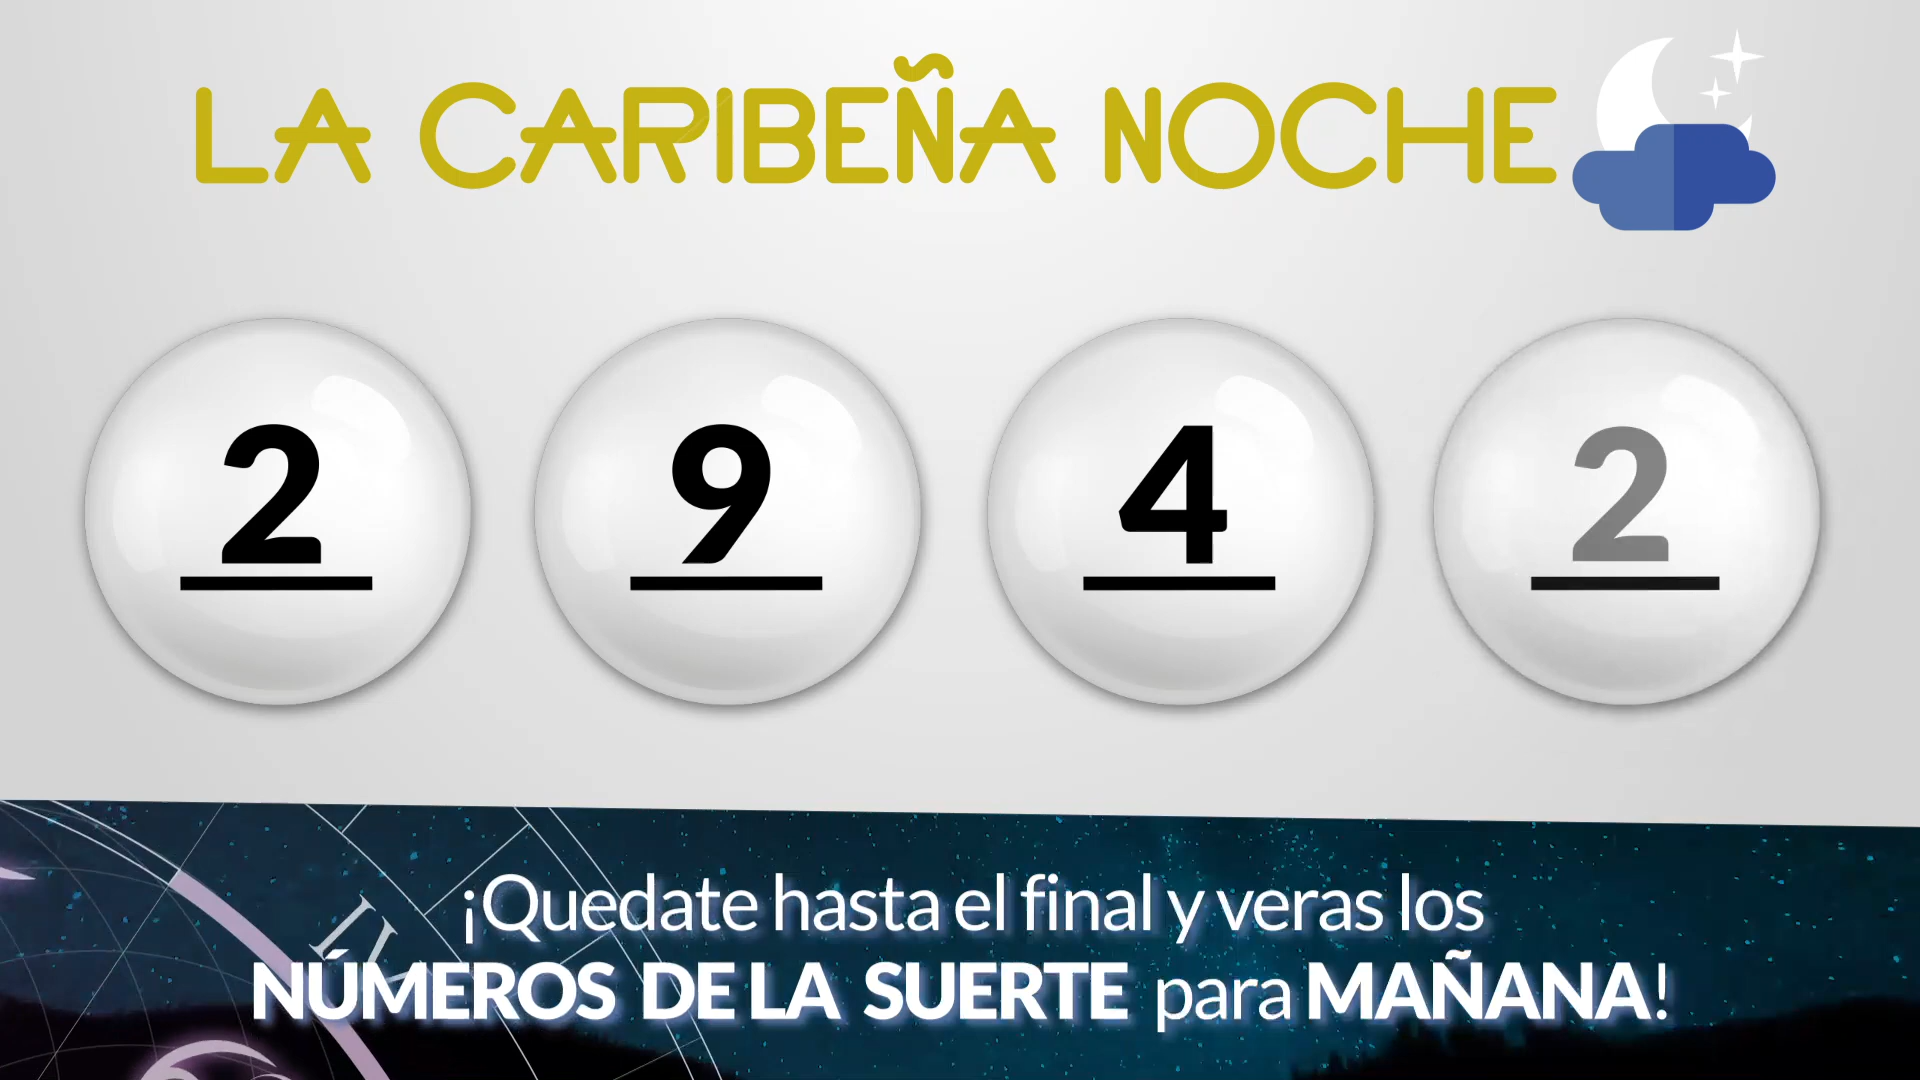 LA CARIBEÑA NOCHE
2 9 4 2
¡Quedate hasta el final y veras los
NÚMEROS DE LA SUERTE para MAÑANA!